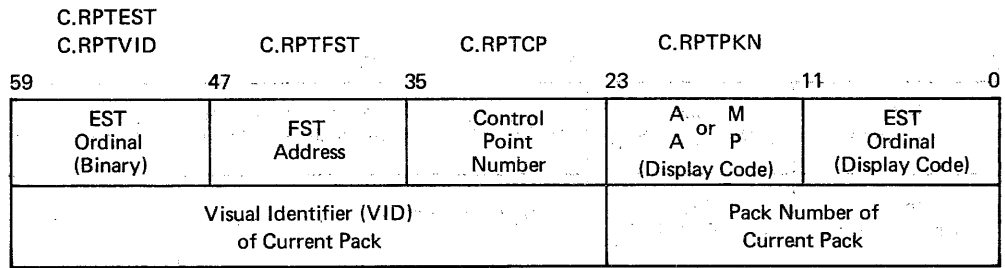 C.RPTEST
C.RPTVID C.RPTFST C.RPTCP C.RPTPKN
59 47 35 23 11 0
EST
Ordinal
(Binary)
FST
Address
Control
Point
Number
A or M
A P
(Display Code)
EST
Ordinal
(Display Code)
Visual Identifier (VID)
of Current Pack
Pack Number of
Current Pack